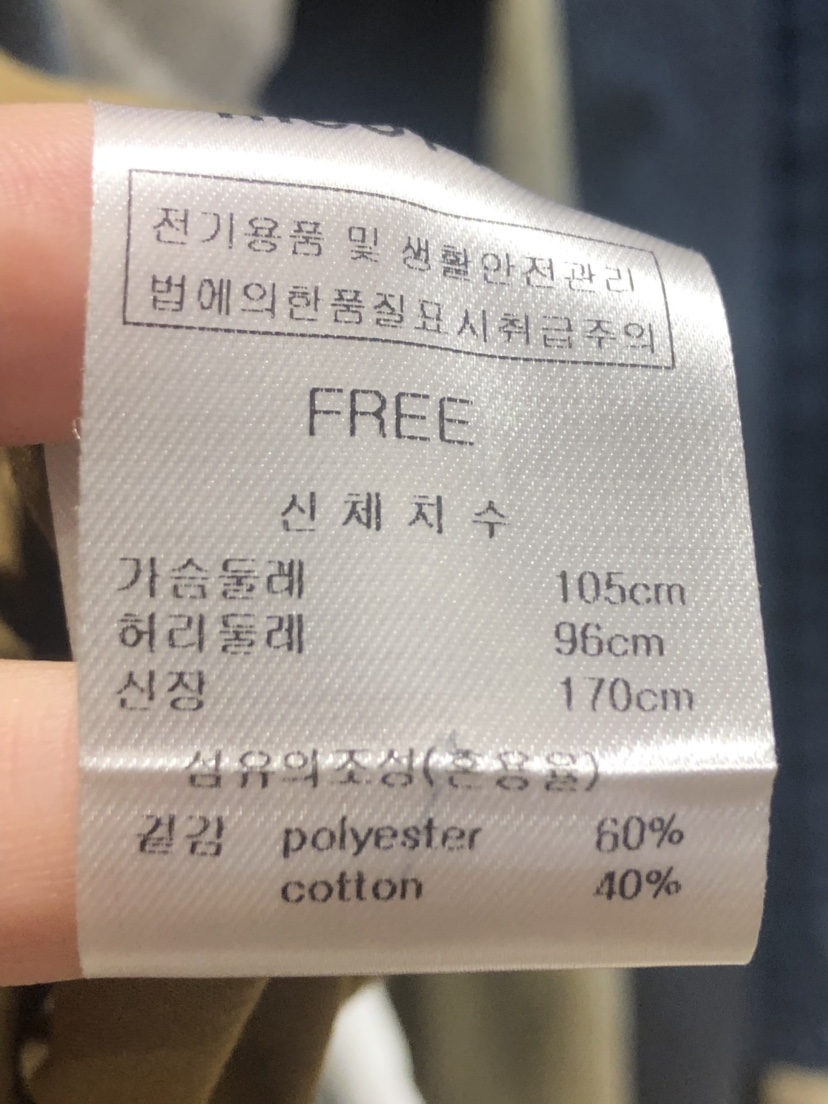 전기용품 및 생활안전관리
법에의한품질표시취급주의
FREE
신체치수
가슴둘레 105cm
허리둘레 96cm
신장 170cm
섬유의조성(혼용율)
겉감 polyester 60%
cotton 40%